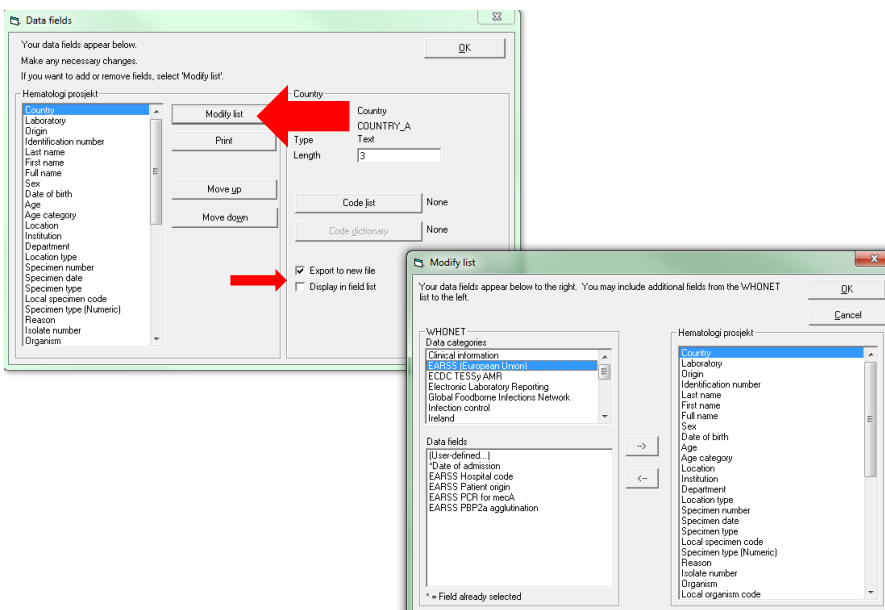 Data fields
Your data fields appear below.
Make any necessary changes.
If you want to add or remove fields, select 'Modify list'.
OK
Hematologi prosjekt
Country
Laboratory
Origin
Identification number
Last name
First name
Full name
Sex
Date of birth
Age
Age category
Location
Institution
Department
Location type
Specimen number
Specimen date
Specimen type
Local specimen code
Specimen type (Numeric)
Reason
Isolate number
Organism
Modify list
Print
Move up
Move down
Country
Country
COUNTRY_A
Type Text
Length 3
Code list None
Code dictionary None
Export to new file
Display in field list
Modify list
Your data fields appear below to the right. You may include additional fields from the WHONET
list to the left.
OK
Cancel
WHONET
Data categories
Clinical information
EARSS (European Union)
ECDC TESSy AMR
Electronic Laboratory Reporting
Global Foodborne Infections Network
Infection control
Ireland
Data fields
(User-defined...)
*Date of admission
EARSS Hospital code
EARSS Patient origin
EARSS PCR for mecA
EARSS PBP2a agglutination
* = Field already selected
-->
<--
Hematologi prosjekt
Country
Laboratory
Origin
Identification number
Last name
First name
Full name
Sex
Date of birth
Age
Age category
Location
Institution
Department
Location type
Specimen number
Specimen date
Specimen type
Local specimen code
Specimen type (Numeric)
Reason
Isolate number
Organism
Local organism code